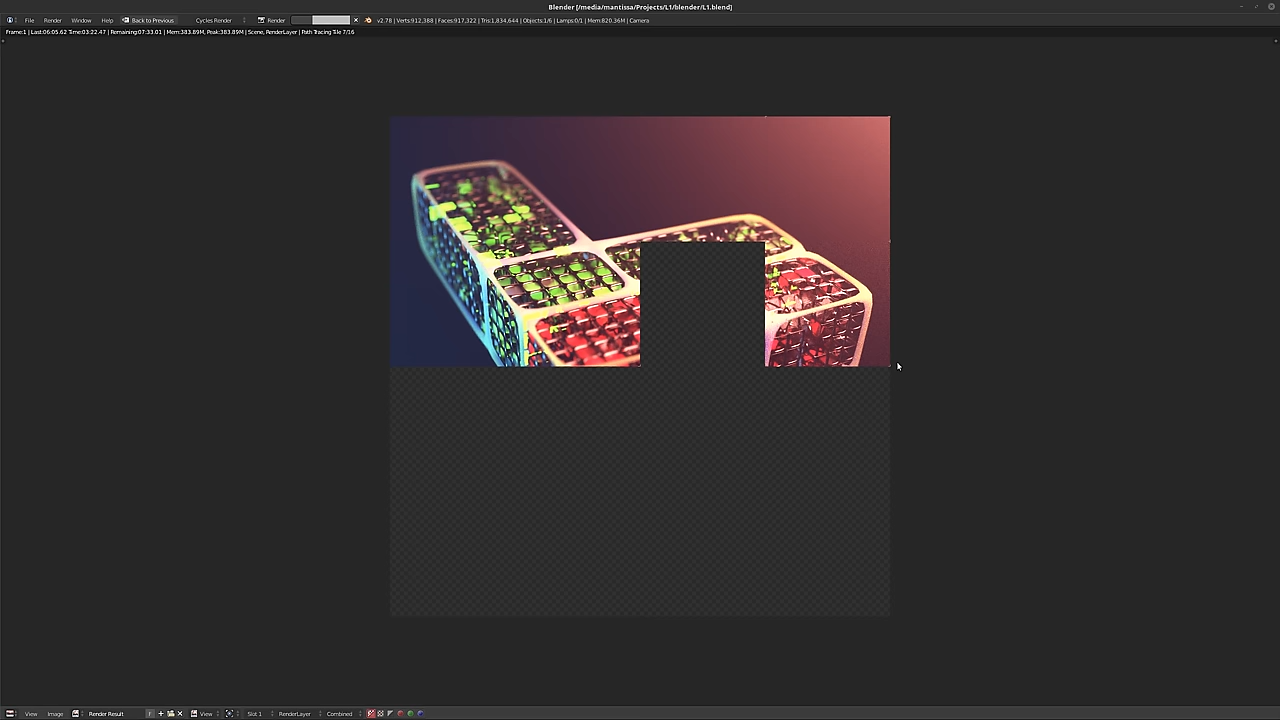 Blender [/media/mantissa/Projects/L1/blender/L1.blend]
File Render Window Help Back to Previous Cycles Render Render v2.78 | Verts:912,388 | Faces:917,322 | Tris:1,834,644 | Objects:1/6 | Lamps:0/1 | Mem:820.36M | Camera
Frame:1 | Last:06:05.62 Time:03:22.47 | Remaining:07:33.01 | Mem:383.89M, Peak:383.89M | Scene, RenderLayer | Path Tracing Tile 7/16
View Image Render Result F View Slot 1 RenderLayer Combined